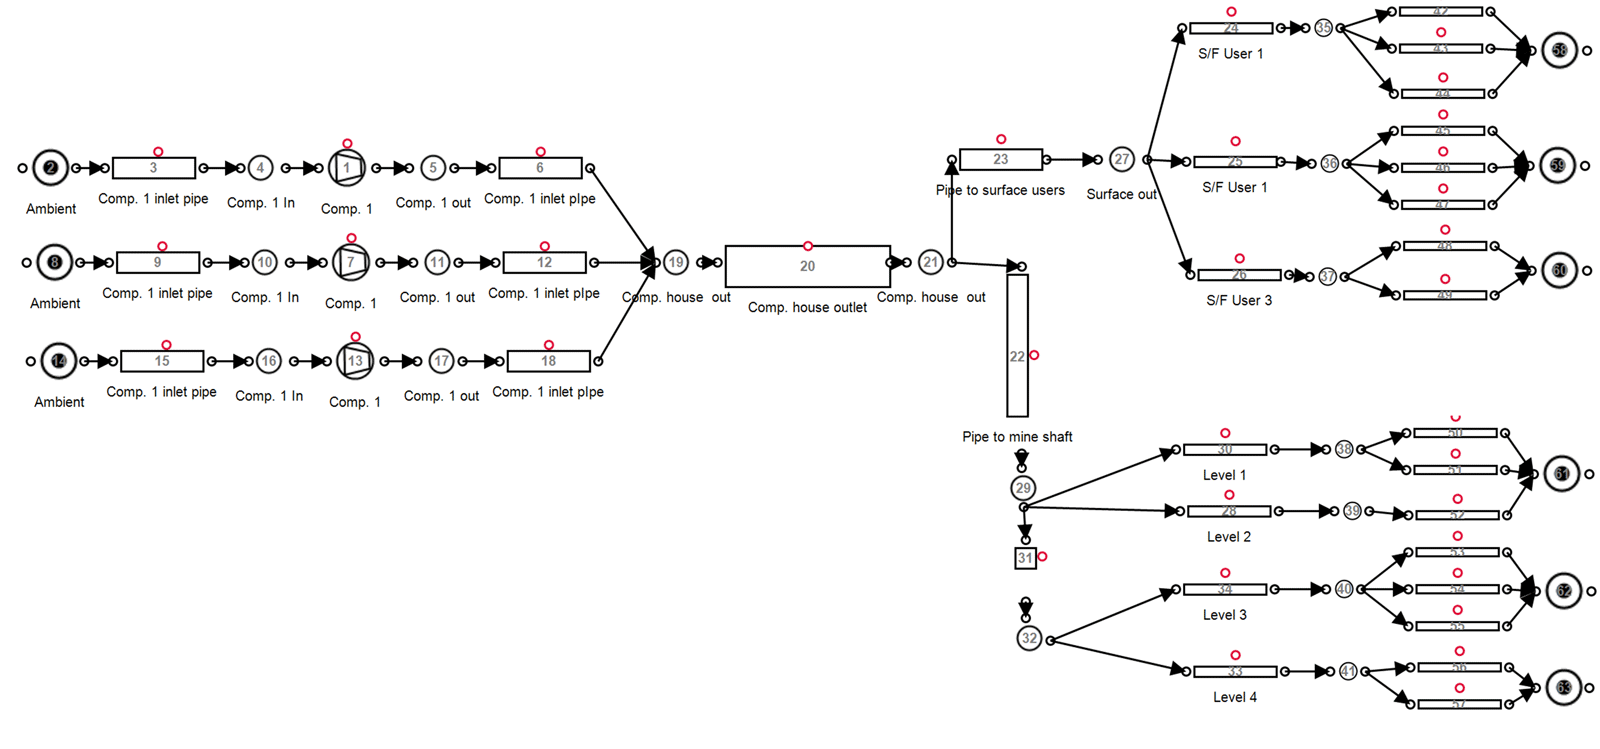 42
24
35
43
58
S/F User 1
44
45
23
27
25
36
46
59
2
3
4
1
5
6
Pipe to surface users
Surface out
S/F User 1
47
Ambient
Comp. 1 inlet pipe
Comp. 1 In
Comp. 1
Comp. 1 out
Comp. 1 inlet pIpe
48
8
9
10
7
11
12
19
20
21
26
37
60
Ambient
Comp. 1 inlet pipe
Comp. 1 In
Comp. 1
Comp. 1 out
Comp. 1 inlet pIpe
Comp. house out
Comp. house outlet
Comp. house out
S/F User 3
49
14
15
16
13
17
18
22
Ambient
Comp. 1 inlet pipe
Comp. 1 In
Comp. 1
Comp. 1 out
Comp. 1 inlet pIpe
Pipe to mine shaft
50
30
38
51
61
Level 1
29
28
39
52
Level 2
31
53
34
40
54
62
Level 3
55
32
33
41
56
63
Level 4
57